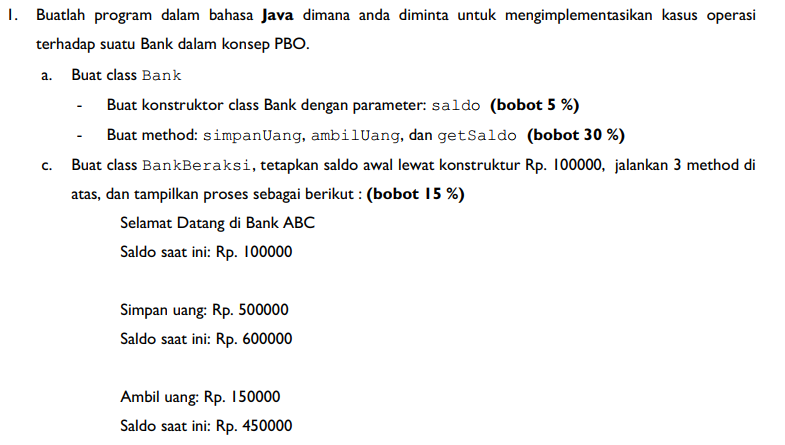 1. Buatlah program dalam bahasa Java dimana anda diminta untuk mengimplementasikan kasus operasi
terhadap suatu Bank dalam konsep PBO.
a. Buat class Bank
- Buat konstruktor class Bank dengan parameter: saldo (bobot 5 %)
- Buat method: simpanUang, ambilUang, dan getSaldo (bobot 30 %)
c. Buat class BankBeraksi, tetapkan saldo awal lewat konstruktur Rp. 100000, jalankan 3 method di
atas, dan tampilkan proses sebagai berikut : (bobot 15 %)
Selamat Datang di Bank ABC
Saldo saat ini: Rp. 100000
Simpan uang: Rp. 500000
Saldo saat ini: Rp. 600000
Ambil uang: Rp. 150000
Saldo saat ini: Rp. 450000